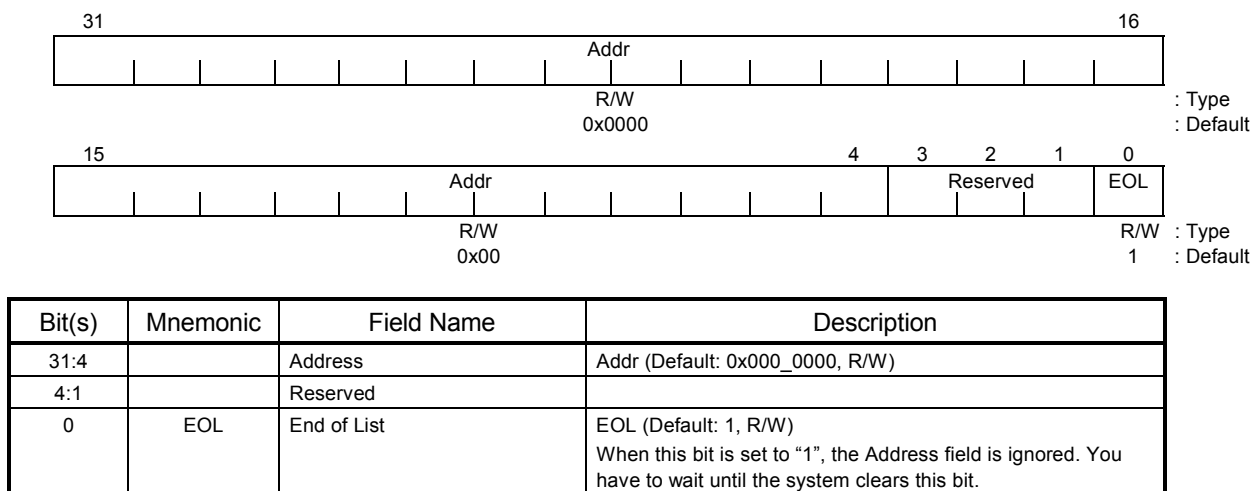 31 16
Addr
R/W : Type
0x0000 : Default
15 4 3 2 1 0
Addr Reserved EOL
R/W R/W : Type
0x00 1 : Default
Bit(s) Mnemonic Field Name Description
31:4 Address Addr (Default: 0x000_0000, R/W)
4:1 Reserved
0 EOL End of List EOL (Default: 1, R/W)
When this bit is set to “1”, the Address field is ignored. You
have to wait until the system clears this bit.